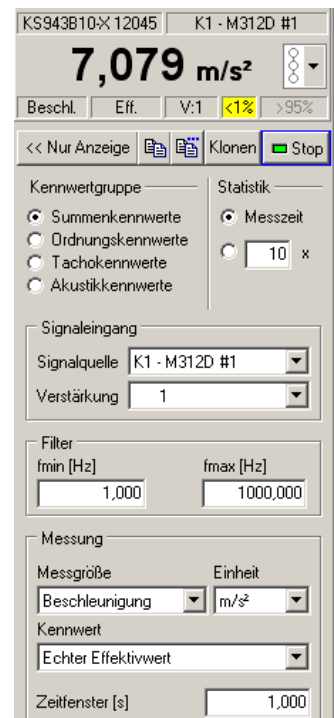 KS943B10-X 12045 K1 - M312D #1
7,079 m/s²
Beschl. Eff. V:1 <1% >95%
<< Nur Anzeige Klonen Stop
Kennwertgruppe Statistik
Summenkennwerte Messzeit
Ordnungskennwerte
10 x
Tachokennwerte
Akustikkennwerte
Signaleingang
Signalquelle K1 - M312D #1
Verstärkung 1
Filter
fmin [Hz] fmax [Hz]
1,000 1000,000
Messung
Messgröße Einheit
Beschleunigung m/s²
Kennwert
Echter Effektivwert
Zeitfenster [s] 1,000